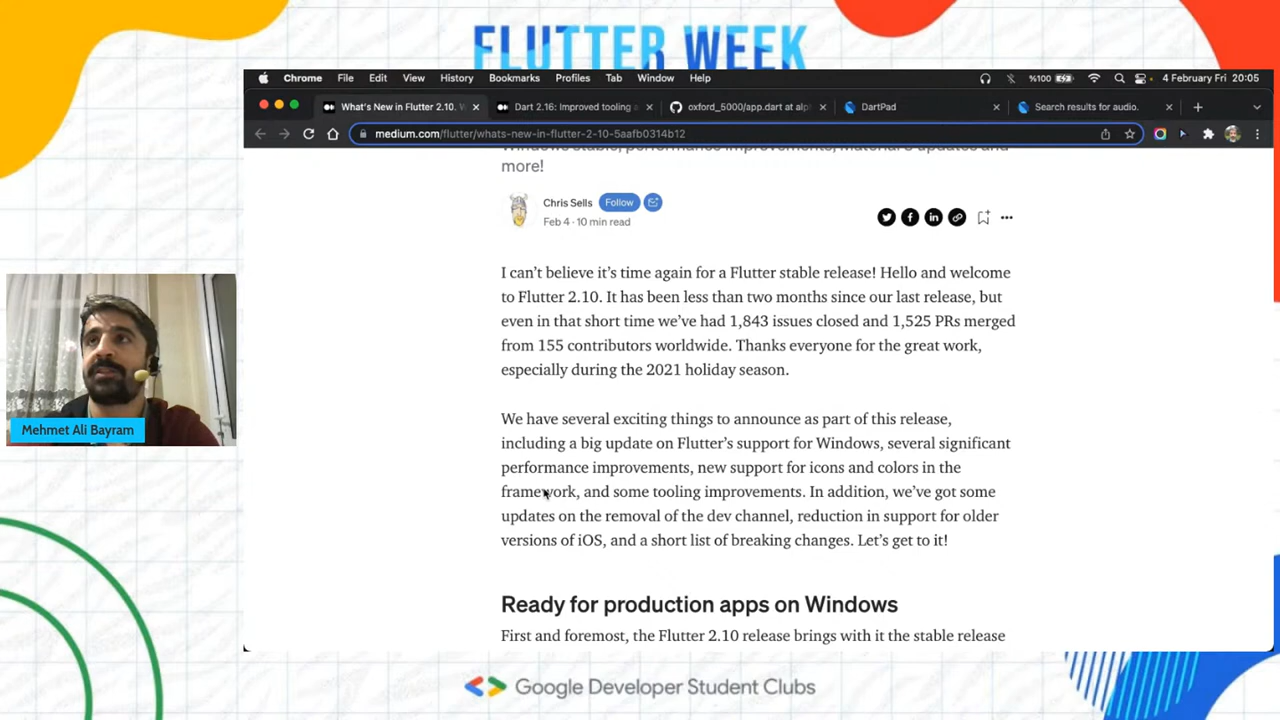 FLUTTER WEEK
Chrome File Edit View History Bookmarks Profiles Tab Window Help
%100 4 February Fri 20:05
What's New in Flutter 2.10. W
Dart 2.16: Improved tooling a
oxford_5000/app.dart at alp
DartPad
Search results for audio.
medium.com/flutter/whats-new-in-flutter-2-10-5aafb0314b12
Windows stable, performance improvements, Material 3 updates and
more!
Chris Sells Follow
Feb 4 · 10 min read
I can't believe it's time again for a Flutter stable release! Hello and welcome
to Flutter 2.10. It has been less than two months since our last release, but
even in that short time we've had 1,843 issues closed and 1,525 PRs merged
from 155 contributors worldwide. Thanks everyone for the great work,
especially during the 2021 holiday season.
We have several exciting things to announce as part of this release,
including a big update on Flutter's support for Windows, several significant
performance improvements, new support for icons and colors in the
framework, and some tooling improvements. In addition, we've got some
updates on the removal of the dev channel, reduction in support for older
versions of iOS, and a short list of breaking changes. Let's get to it!
Ready for production apps on Windows
First and foremost, the Flutter 2.10 release brings with it the stable release
Mehmet Ali Bayram
Google Developer Student Clubs